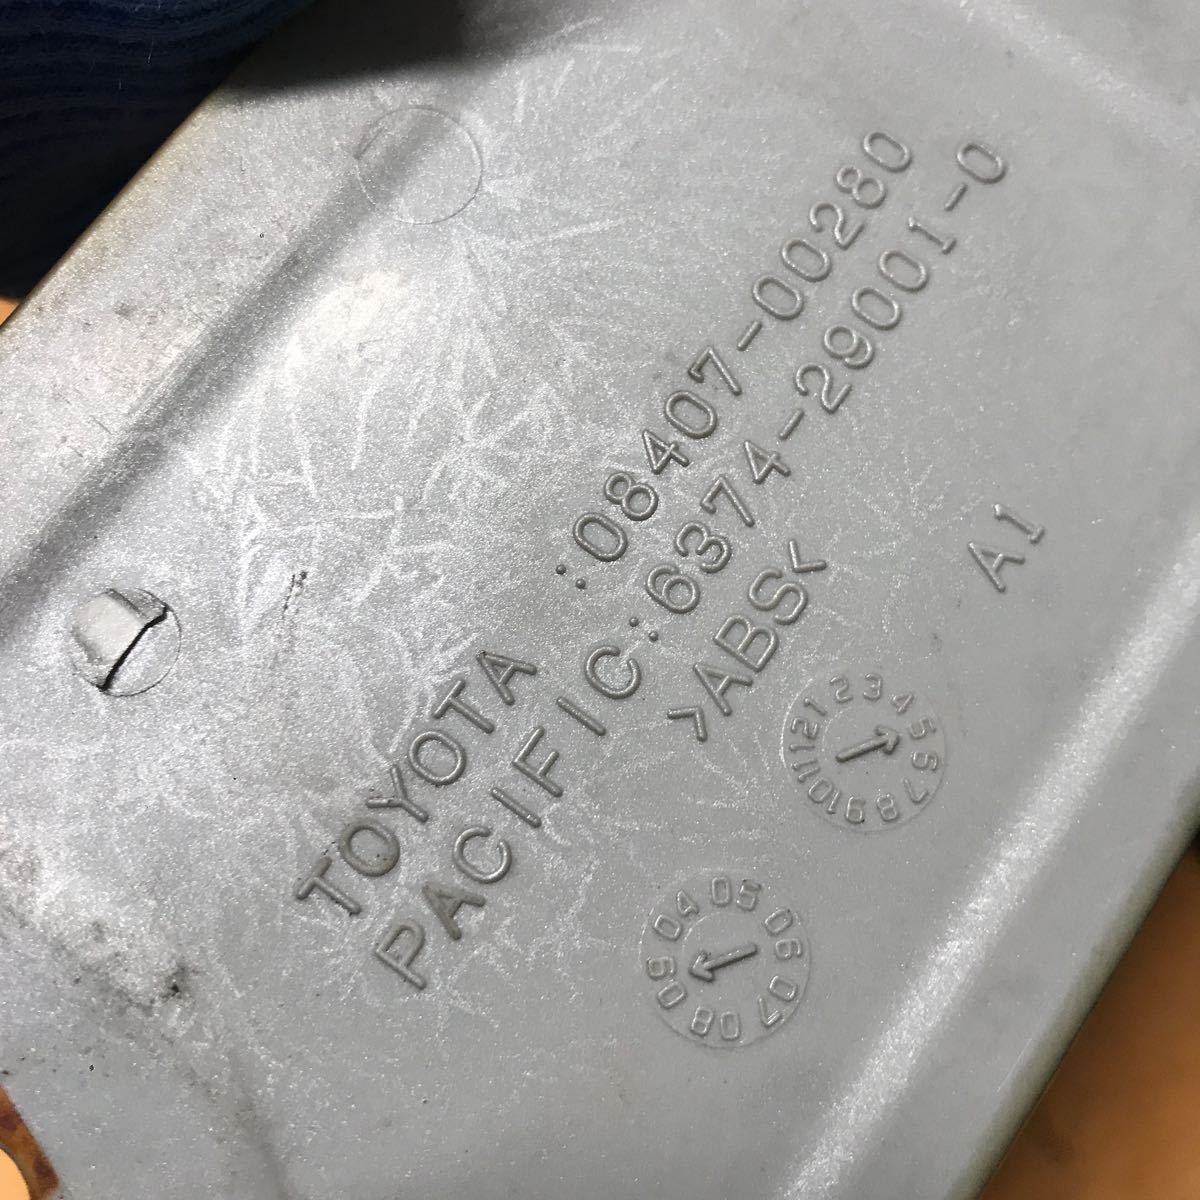 TOYOTA :08407-00280
PACIFIC:6374-29001-0
>ABS<
A1
1 2 3 4 5 6 7 8 9 10 11 12
04 05 06 07 08 09